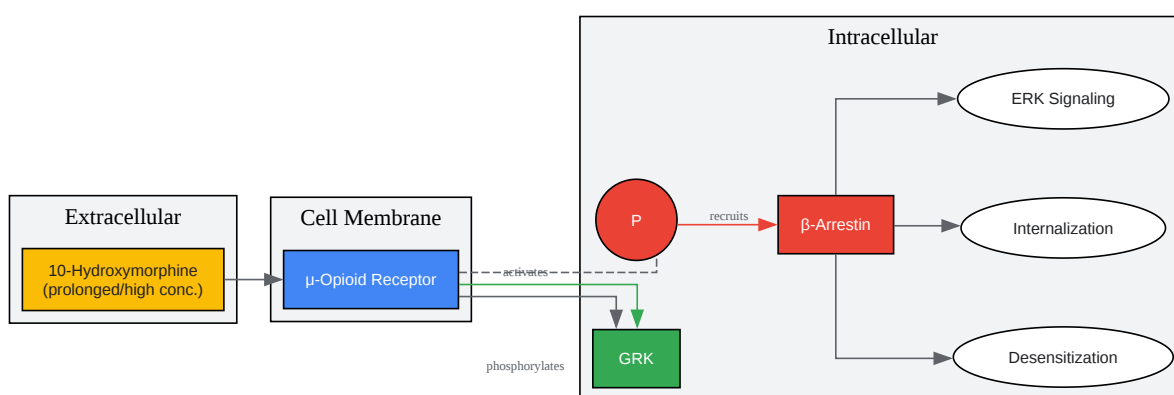 Intracellular
ERK Signaling
Extracellular
Cell Membrane
P
recruits
β-Arrestin
Internalization
10-Hydroxymorphine
(prolonged/high conc.)
μ-Opioid Receptor
activates
GRK
Desensitization
phosphorylates